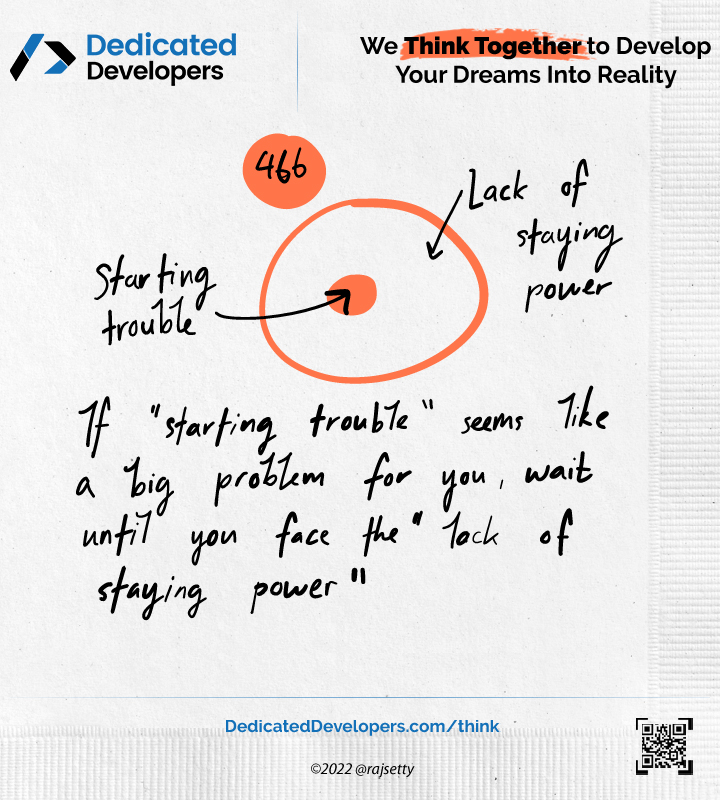 Dedicated
Developers
We Think Together to Develop
Your Dreams Into Reality
466
Lack of
staying
power
Starting
trouble
If "starting trouble" seems like
a big problem for you, wait
until you face the "lack of
staying power"
DedicatedDevelopers.com/think
©2022 @rajsetty